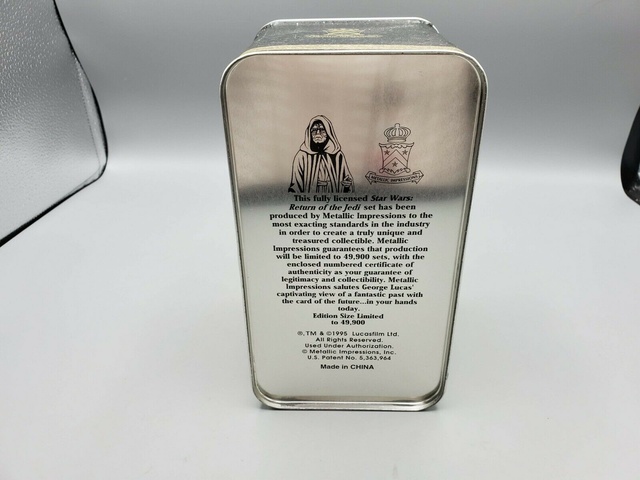 METALLIC IMPRESSIONS
This fully licensed Star Wars:
Return of the Jedi set has been
produced by Metallic Impressions to the
most exacting standards in the industry
in order to create a truly unique and
treasured collectible. Metallic
Impressions guarantees that production
will be limited to 49,900 sets, with the
enclosed numbered certificate of
authenticity as your guarantee of
legitimacy and collectibility. Metallic
Impressions salutes George Lucas'
captivating view of a fantastic past with
the card of the future...in your hands
today.
Edition Size Limited
to 49,900
®, TM & ©1995 Lucasfilm Ltd.
All Rights Reserved.
Used Under Authorization.
© Metallic Impressions, Inc.
U.S. Patent No. 5,363,964
Made in CHINA